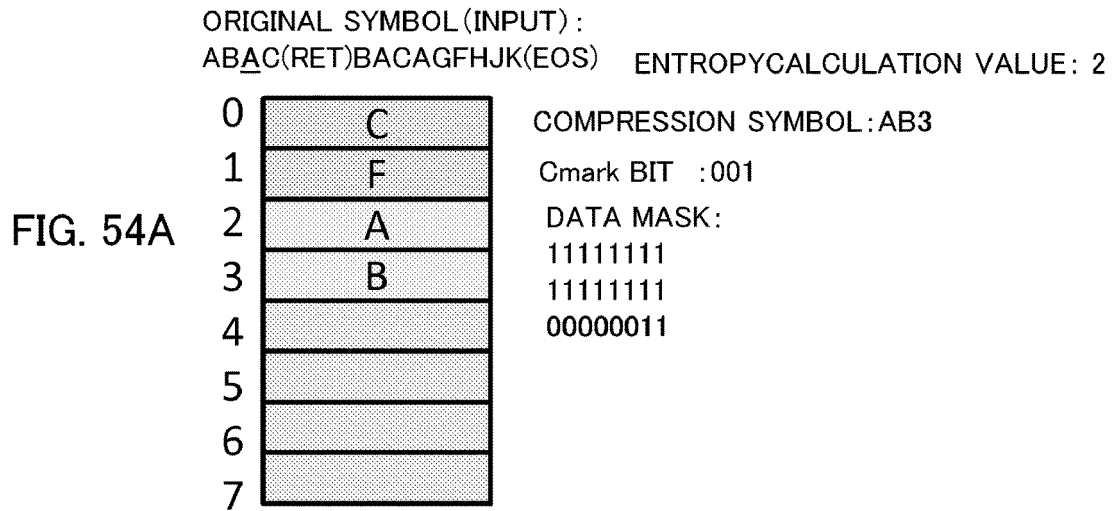 ORIGINAL SYMBOL(INPUT):
ABAC(RET)BACAGFHJK(EOS) ENTROPYCALCULATION VALUE: 2
0 C COMPRESSION SYMBOL:AB3
1 F Cmark BIT :001
FIG. 54A 2 A DATA MASK:
11111111
3 B 11111111
4 00000011
5
6
7